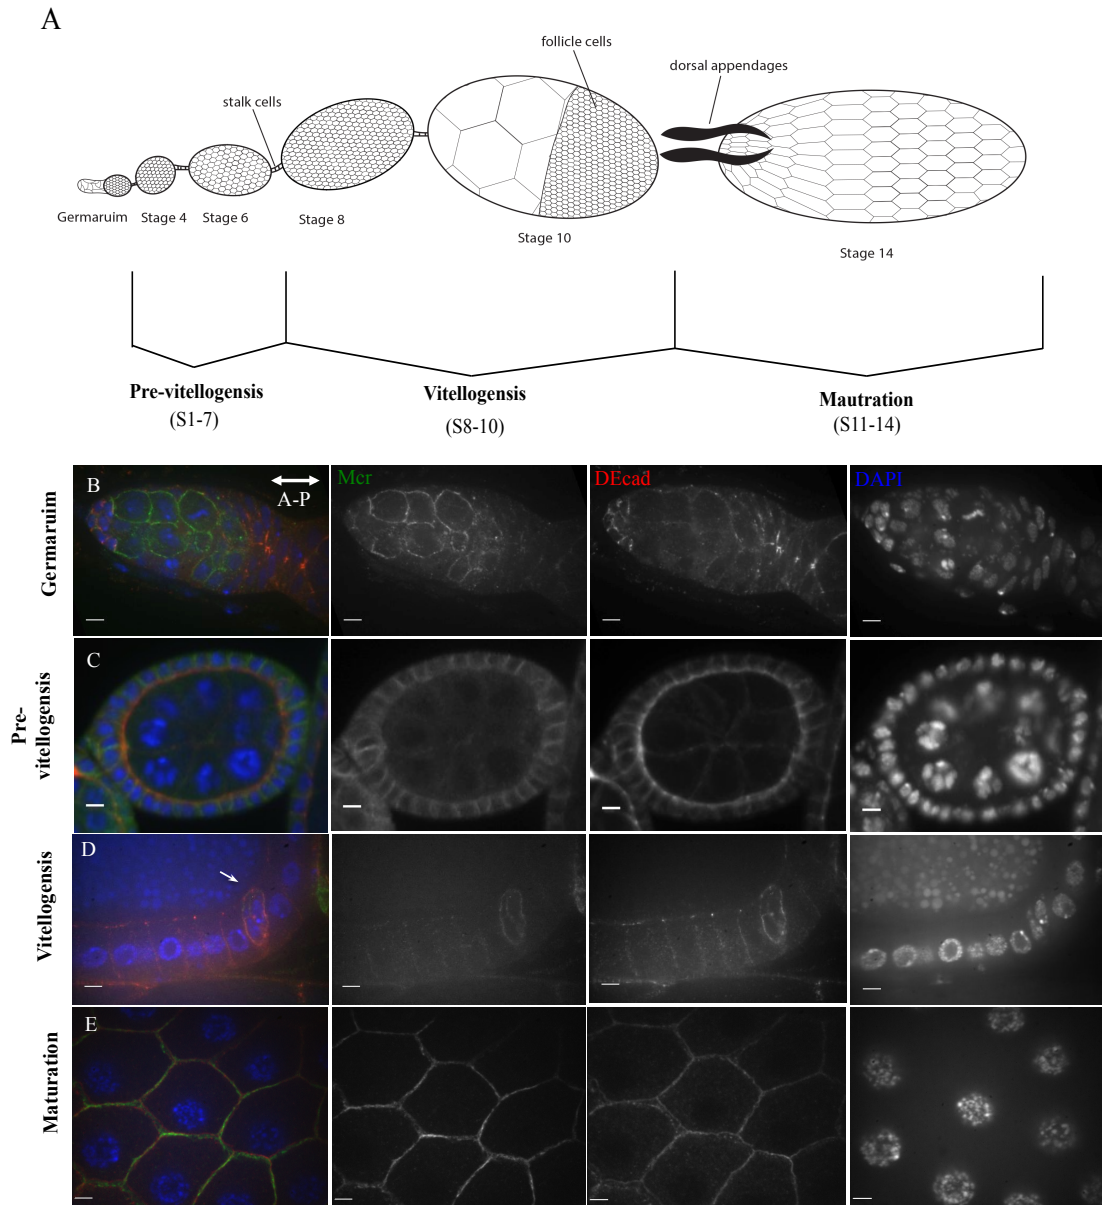 A
follicle cells
dorsal appendages
stalk cells
Germaruim
Stage 4
Stage 6
Stage 8
Stage 10
Stage 14
Pre-vitellogensis
(S1-7)
Vitellogensis
(S8-10)
Mautration
(S11-14)
Germaruim
B
A-P
Mcr
DEcad
DAPI
Pre-
vitellogensis
C
Vitellogensis
D
Maturation
E